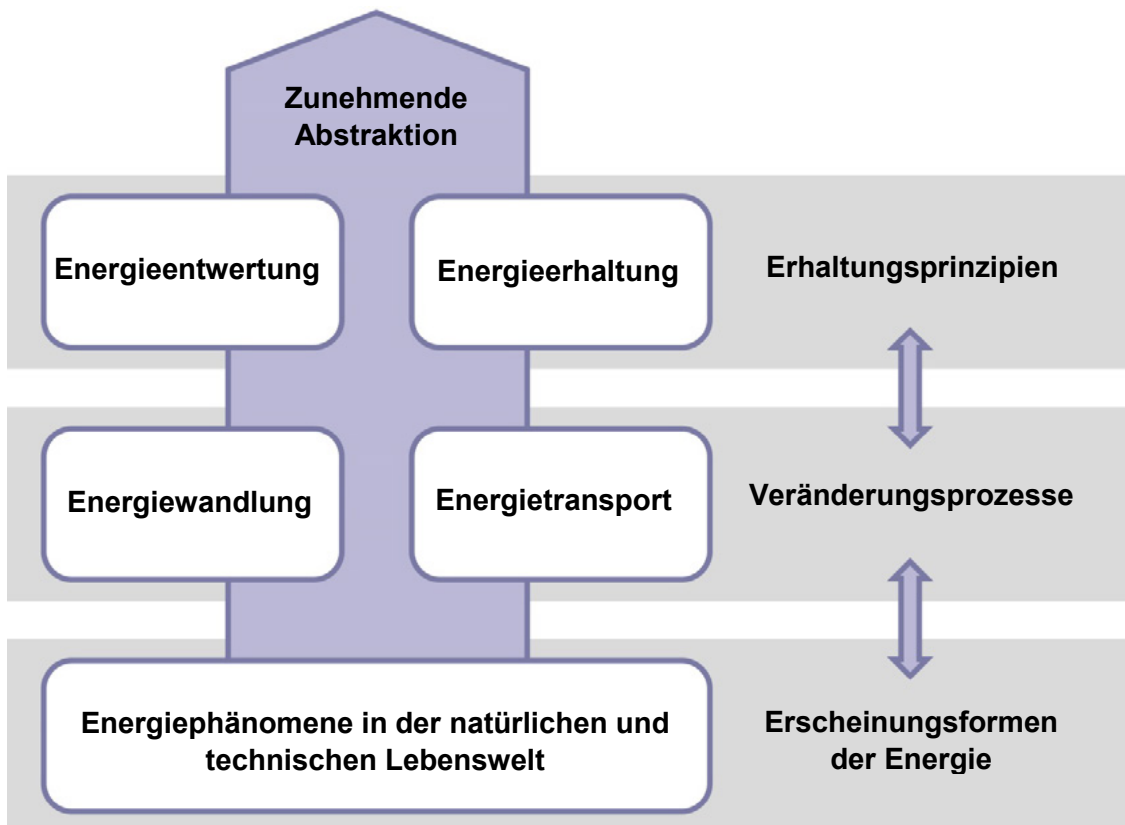 Zunehmende
Abstraktion
Energieentwertung
Energieerhaltung
Erhaltungsprinzipien
Energiewandlung
Energietransport
Veränderungsprozesse
Energiephänomene in der natürlichen und
technischen Lebenswelt
Erscheinungsformen
der Energie